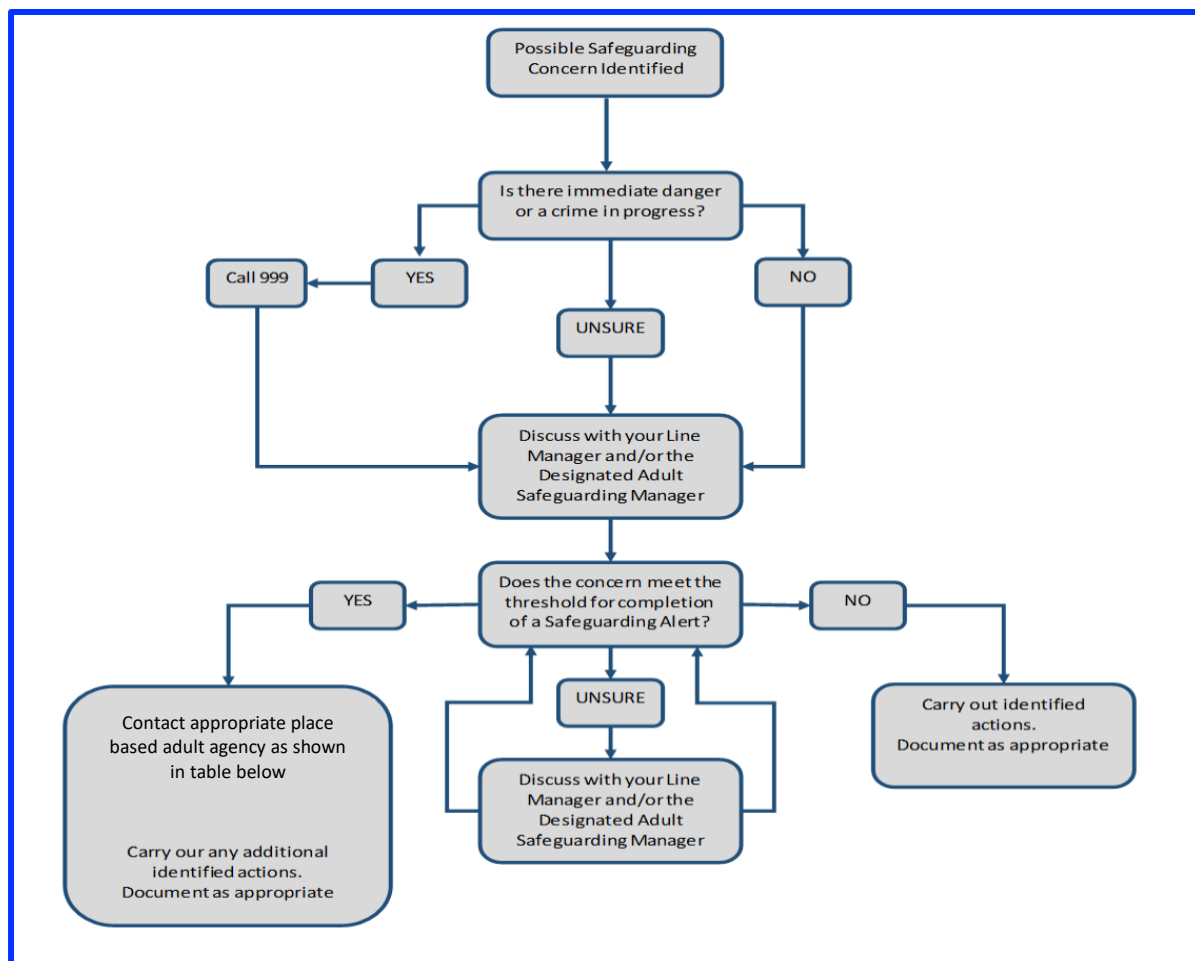 Possible Safeguarding
Concern Identified
Is there immediate danger
or a crime in progress?
Call 999
YES
NO
UNSURE
Discuss with your Line
Manager and/or the
Designated Adult
Safeguarding Manager
YES
Does the concern meet the
threshold for completion
of a Safeguarding Alert?
NO
UNSURE
Contact appropriate place
based adult agency as shown
in table below
Carry our any additional
identified actions.
Document as appropriate
Discuss with your Line
Manager and/or the
Designated Adult
Safeguarding Manager
Carry out identified
actions.
Document as appropriate